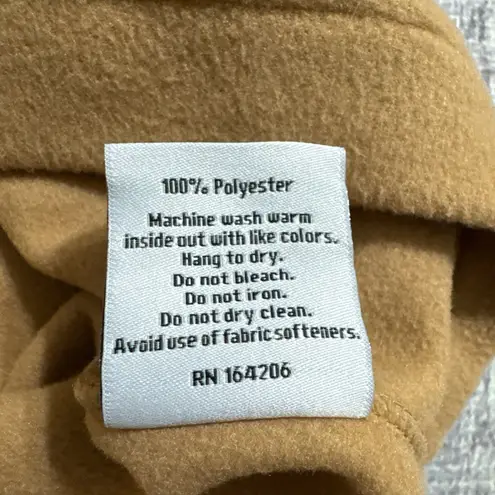 100% Polyester
Machine wash warm
inside out with like colors.
Hang to dry.
Do not bleach.
Do not iron.
Do not dry clean.
Avoid use of fabric softeners.
RN 164206